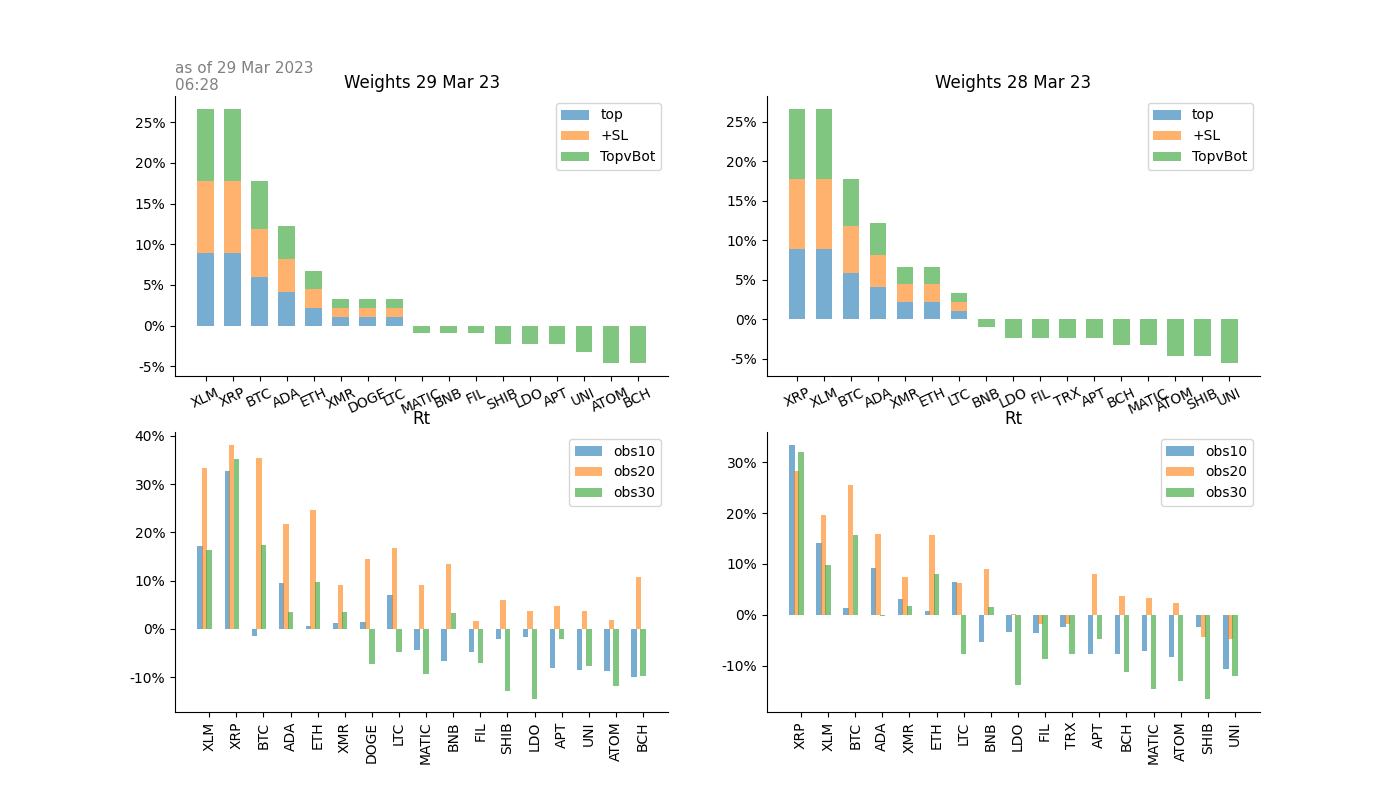 as of 29 Mar 2023
06:28
Weights 29 Mar 23
25%
20%
15%
10%
5%
0%
-5%
top
+SL
TopvBot
XLM XRP BTC ADA ETH XMR DOGE LTC MATIC BNB FIL SHIB LDO APT UNI ATOM BCH
Weights 28 Mar 23
25%
20%
15%
10%
5%
0%
-5%
top
+SL
TopvBot
XRP XLM BTC ADA XMR ETH LTC BNB LDO FIL TRX APT BCH MATIC ATOM SHIB UNI
Rt
40%
30%
20%
10%
0%
-10%
obs10
obs20
obs30
XLM XRP BTC ADA ETH XMR DOGE LTC MATIC BNB FIL SHIB LDO APT UNI ATOM BCH
Rt
30%
20%
10%
0%
-10%
obs10
obs20
obs30
XRP XLM BTC ADA XMR ETH LTC BNB LDO FIL TRX APT BCH MATIC ATOM SHIB UNI